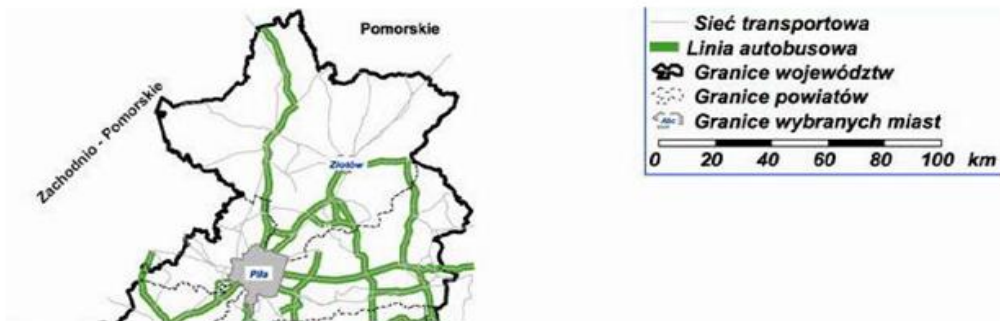 Pomorskie
Zachodnio - Pomorskie
Złotów
Piła
Sieć transportowa
Linia autobusowa
Granice województw
Granice powiatów
Abc
Granice wybranych miast
0 20 40 60 80 100 km